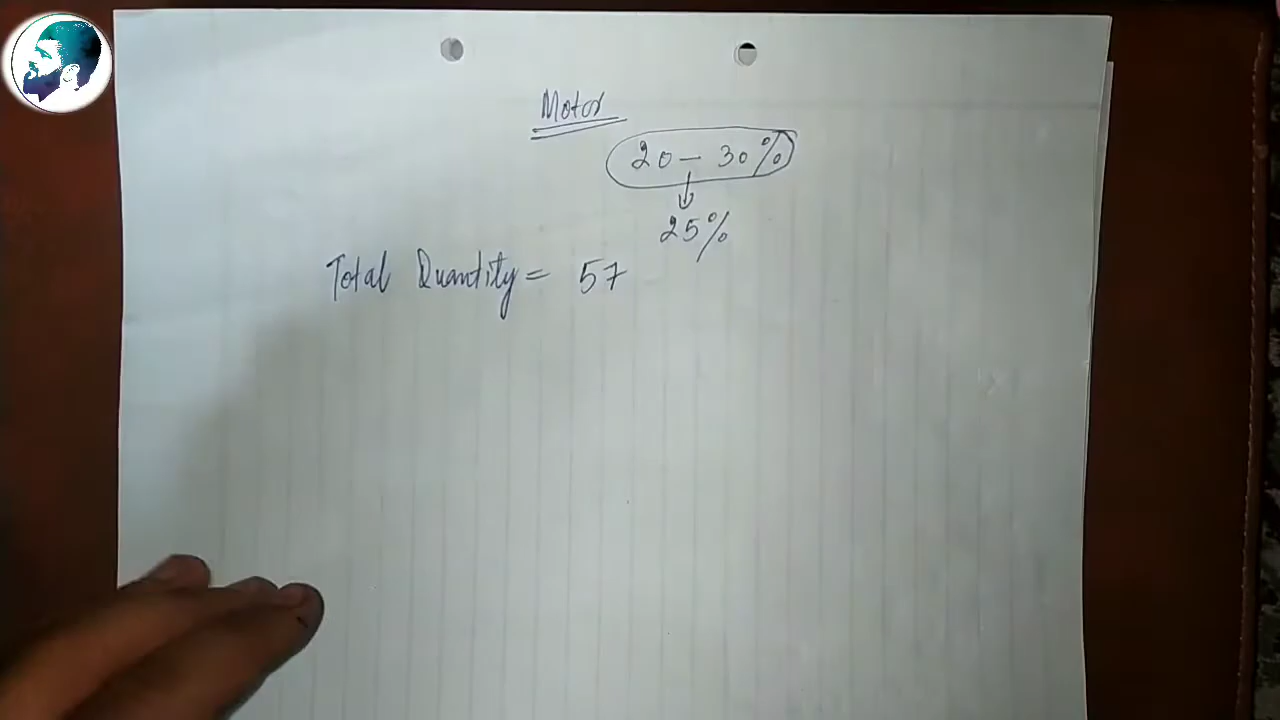 Motor
20 — 30%
25%
Total Quantity = 57